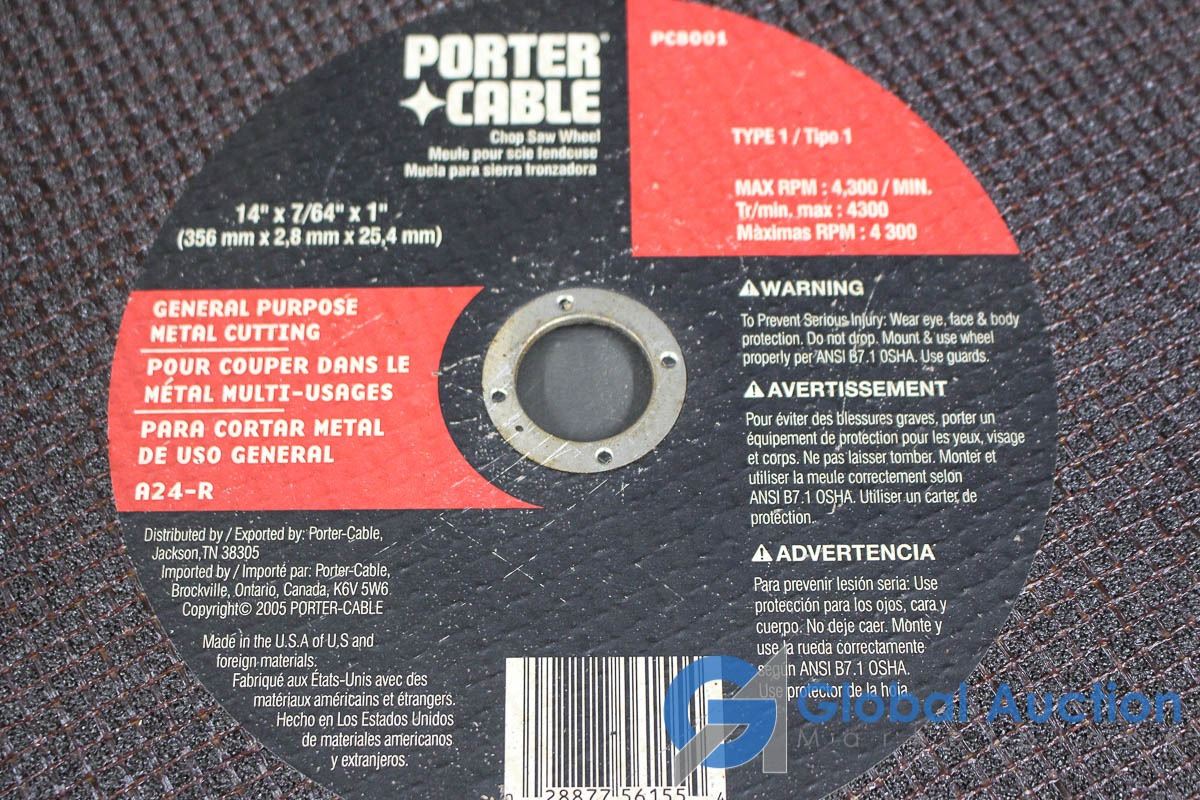 PORTER
CABLE
Chop Saw Wheel
Meule pour scie fendeuse
Muela para sierra tronzadora
14" x 7/64" x 1"
(356 mm x 2,8 mm x 25,4 mm)
PC8001
TYPE 1 / Tipo 1
MAX RPM : 4,300 / MIN.
Tr/min. max : 4300
Màximas RPM : 4 300
GENERAL PURPOSE
METAL CUTTING
POUR COUPER DANS LE
MÉTAL MULTI-USAGES
PARA CORTAR METAL
DE USO GENERAL
A24-R
Distributed by / Exported by: Porter-Cable,
Jackson,TN 38305
Imported by / Importé par: Porter-Cable,
Brockville, Ontario, Canada, K6V 5W6
Copyright© 2005 PORTER-CABLE
Made in the U.S.A of U.S and
foreign materials.
Fabriqué aux États-Unis avec des
matériaux américains et étrangers.
Hecho en Los Estados Unidos
de materiales americanos
y extranjeros.
WARNING
To Prevent Serious Injury: Wear eye, face & body
protection. Do not drop. Mount & use wheel
properly per ANSI B7.1 OSHA. Use guards.
AVERTISSEMENT
Pour éviter des blessures graves, porter un
équipement de protection pour les yeux, visage
et corps. Ne pas laisser tomber. Monter et
utiliser la meule correctement selon
ANSI B7.1 OSHA. Utiliser un carter de
protection.
ADVERTENCIA
Para prevenir lesión seria: Use
protección para los ojos, cara y
cuerpo. No deje caer. Monte y
use la rueda correctamente
según ANSI B7.1 OSHA.
Use protector de la hoja.
0 28877 56155 4
Global Auction